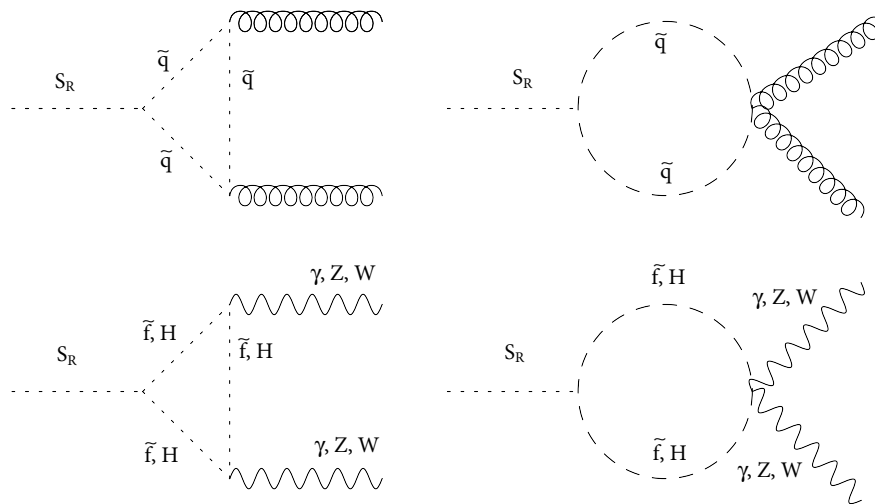 S_R
q̃
q̃
q̃
S_R
q̃
q̃
S_R
f̃, H
f̃, H
f̃, H
γ, Z, W
γ, Z, W
S_R
f̃, H
f̃, H
γ, Z, W
γ, Z, W